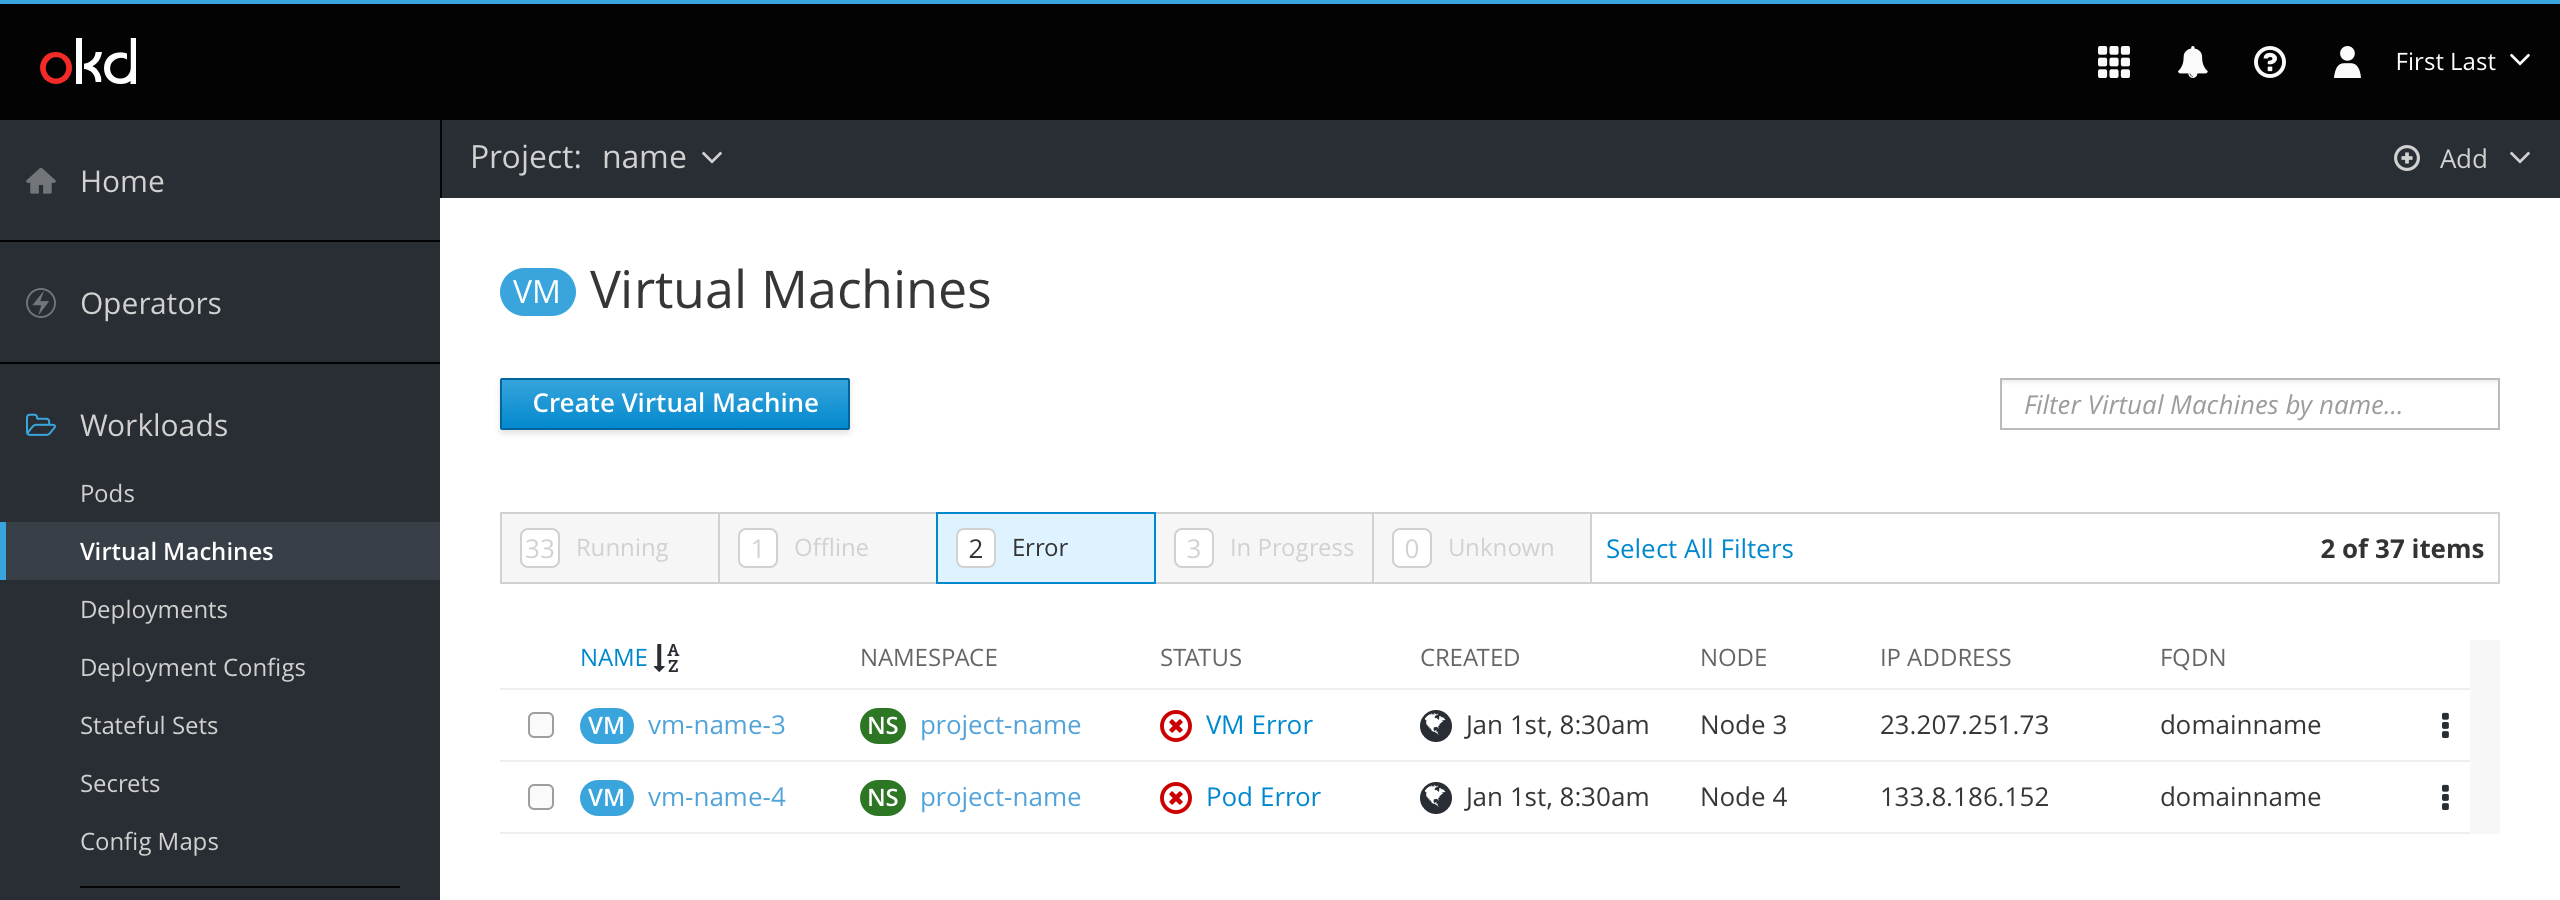 okd
First Last
Project: name
Add
Home
Operators
Workloads
Pods
Virtual Machines
Deployments
Deployment Configs
Stateful Sets
Secrets
Config Maps
VM Virtual Machines
Create Virtual Machine
Filter Virtual Machines by name...
33 Running 1 Offline 2 Error 3 In Progress 0 Unknown Select All Filters 2 of 37 items
NAME A Z NAMESPACE STATUS CREATED NODE IP ADDRESS FQDN
VM vm-name-3 NS project-name VM Error Jan 1st, 8:30am Node 3 23.207.251.73 domainname
VM vm-name-4 NS project-name Pod Error Jan 1st, 8:30am Node 4 133.8.186.152 domainname